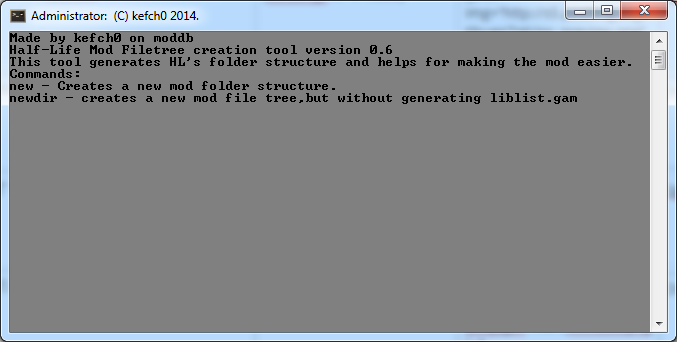 Administrator: (C) kefch0 2014.
Made by kefch0 on moddb
Half-Life Mod Filetree creation tool version 0.6
This tool generates HL's folder structure and helps for making the mod easier.
Commands:
new - Creates a new mod folder structure.
newdir - creates a new mod file tree,but without generating liblist.gam